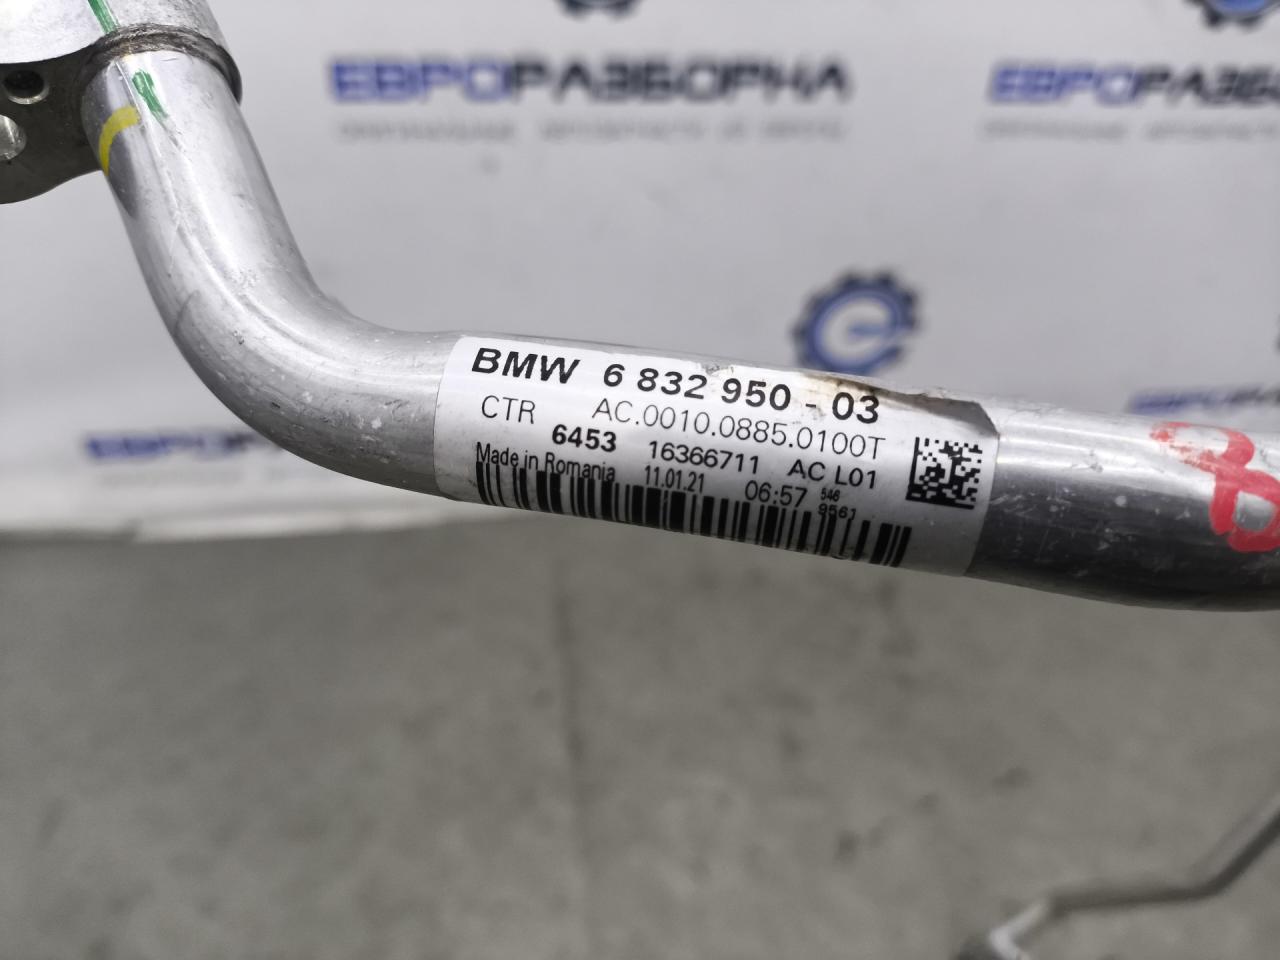 ЕВРОРАЗБОРКА
ЕВРОРАЗБОРКА
BMW 6 832 950 - 03
CTR AC.0010.0885.0100T
6453 16366711 AC L01
Made in Romania 11.01.21 06:57 546
9561